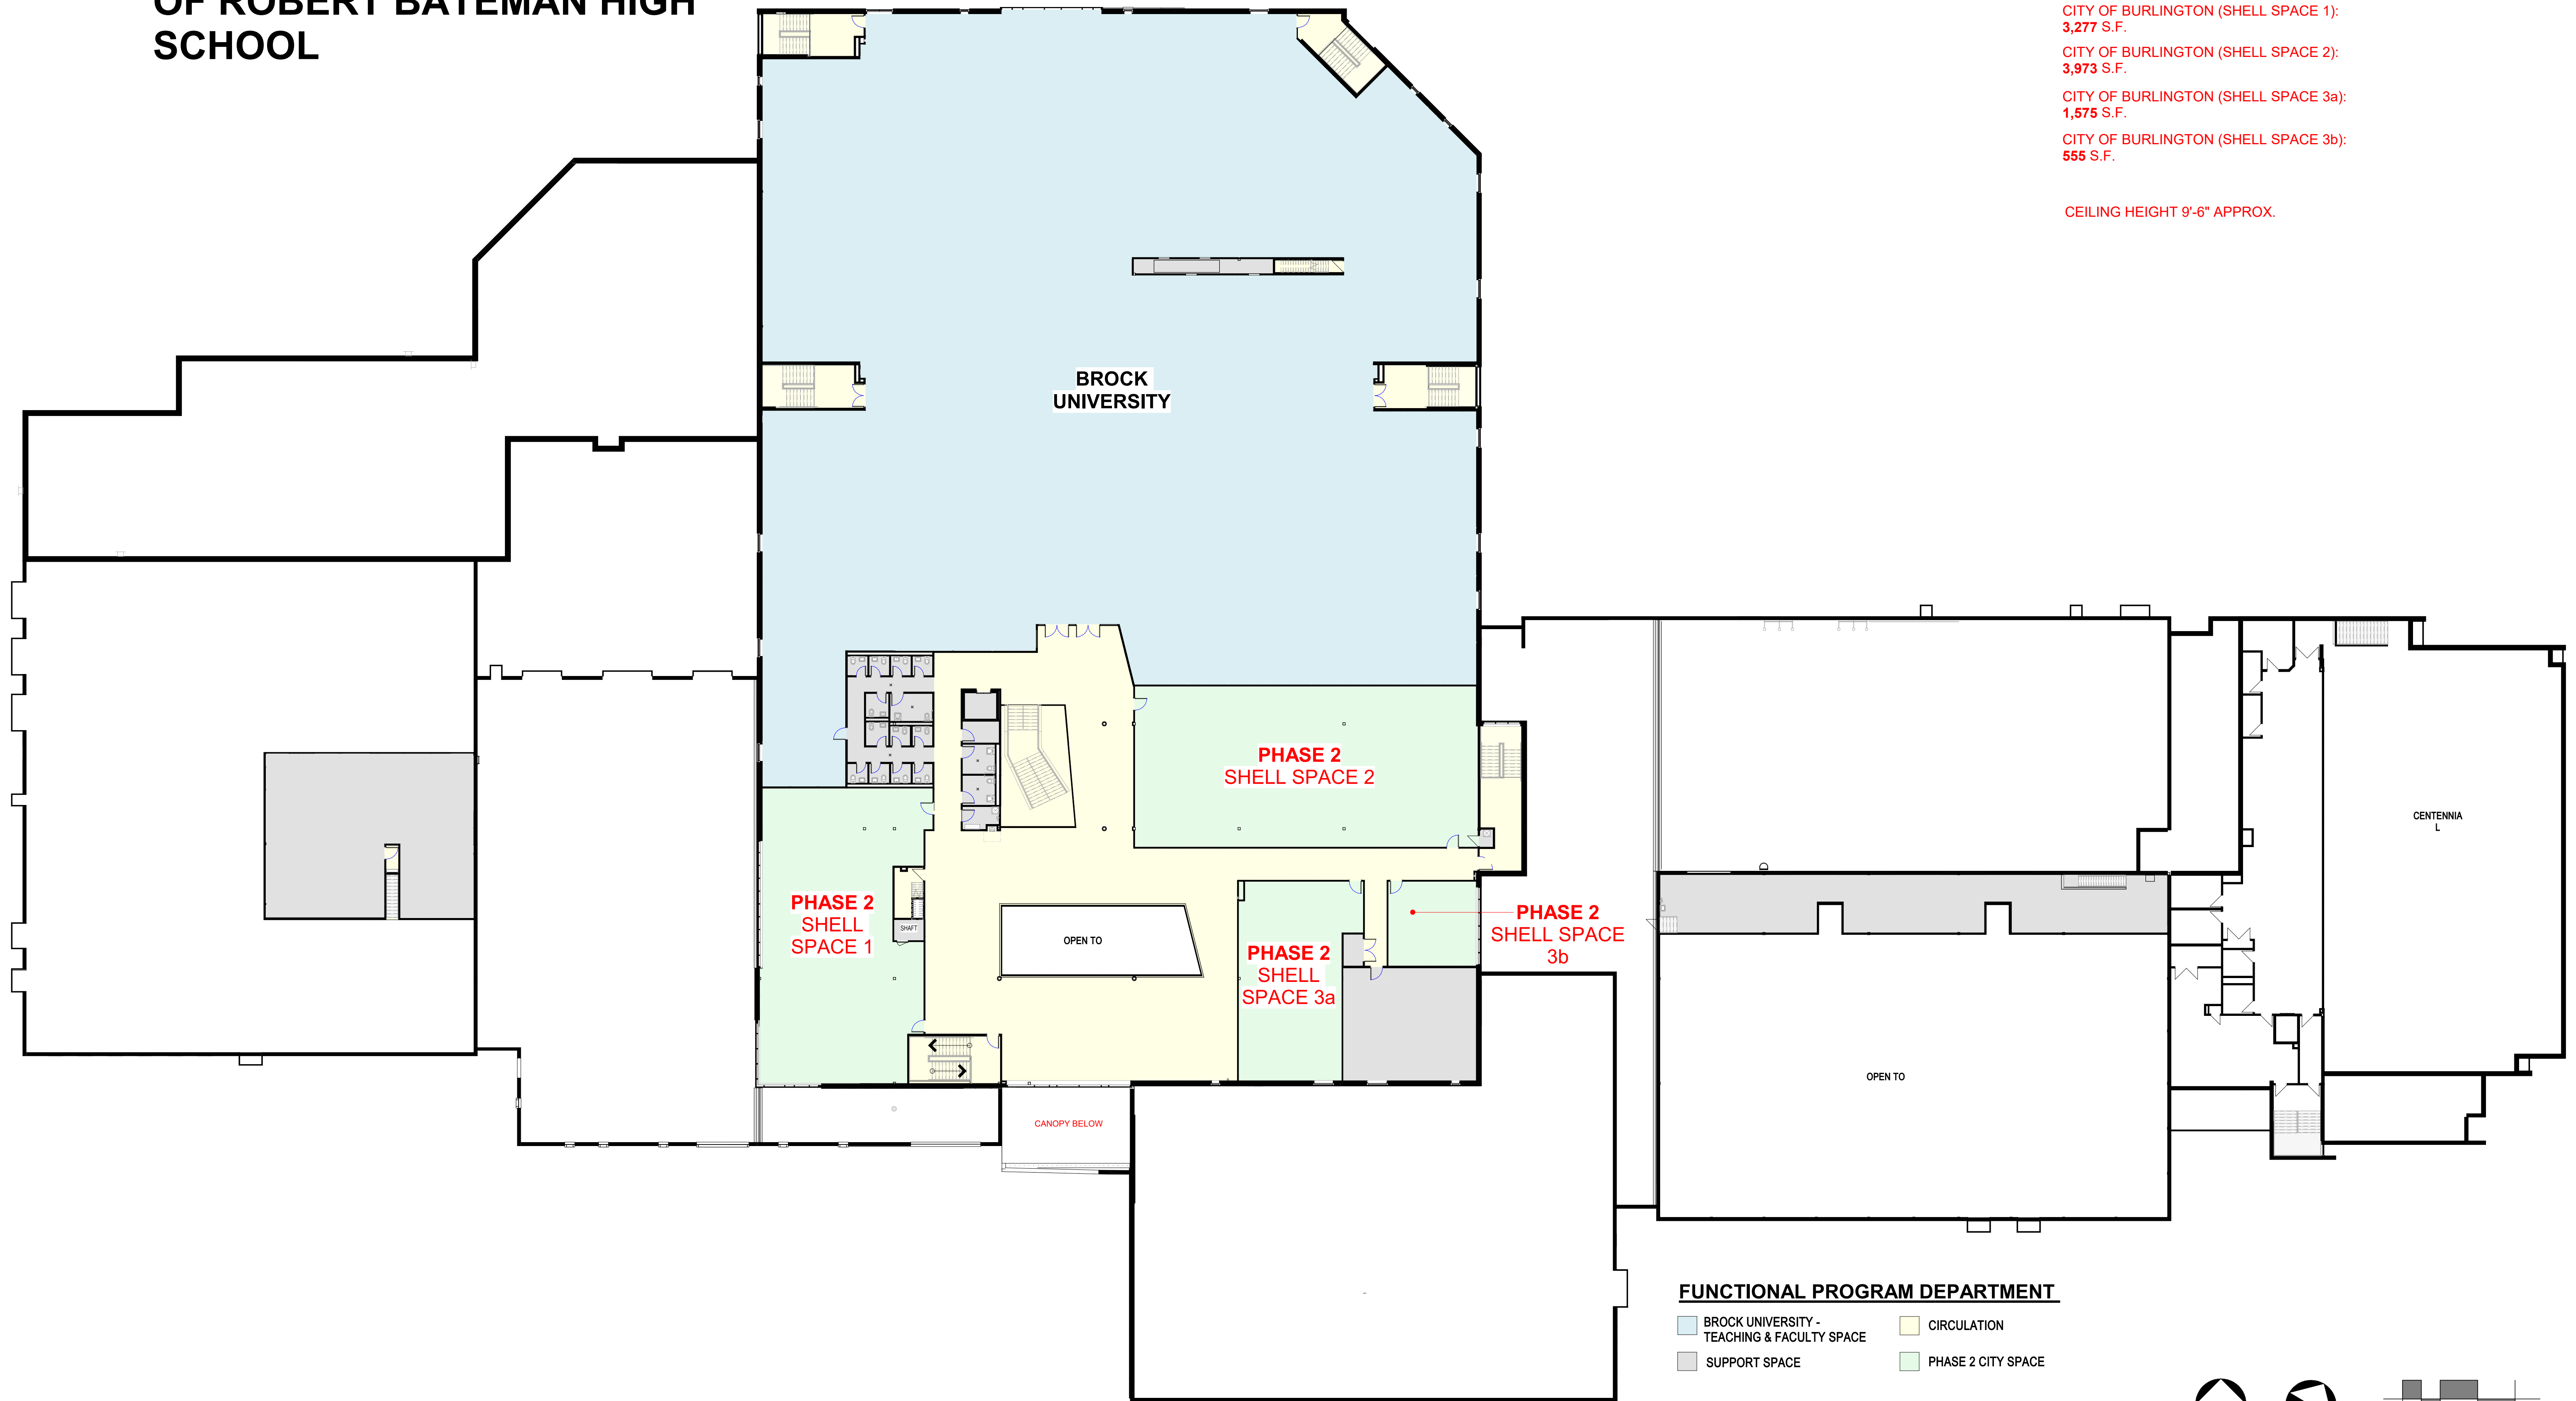 OF ROBERT BATEMAN HIGH
SCHOOL
CITY OF BURLINGTON (SHELL SPACE 1):
3,277 S.F.
CITY OF BURLINGTON (SHELL SPACE 2):
3,973 S.F.
CITY OF BURLINGTON (SHELL SPACE 3a):
1,575 S.F.
CITY OF BURLINGTON (SHELL SPACE 3b):
555 S.F.
CEILING HEIGHT 9'-6" APPROX.
BROCK
UNIVERSITY
PHASE 2
SHELL SPACE 2
PHASE 2
SHELL
SPACE 1
SHAFT
OPEN TO
PHASE 2
SHELL
SPACE 3a
PHASE 2
SHELL SPACE
3b
CENTENNIA
L
OPEN TO
CANOPY BELOW
FUNCTIONAL PROGRAM DEPARTMENT
BROCK UNIVERSITY -
TEACHING & FACULTY SPACE
CIRCULATION
SUPPORT SPACE
PHASE 2 CITY SPACE